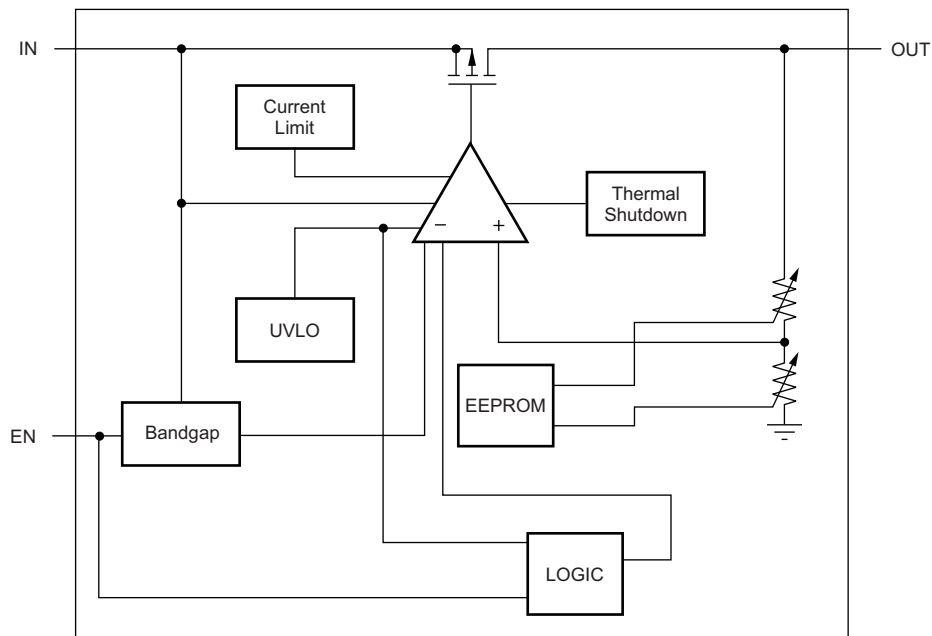 IN
OUT
Current
Limit
Thermal
Shutdown
− +
UVLO
EEPROM
EN
Bandgap
LOGIC